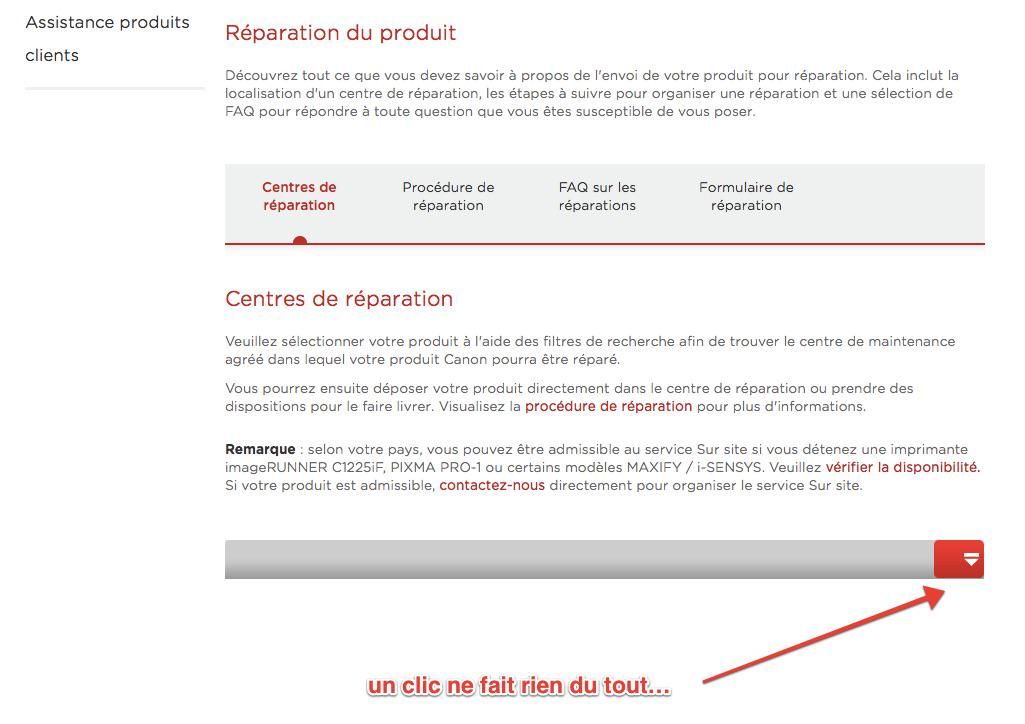 Assistance produits
clients
Réparation du produit
Découvrez tout ce que vous devez savoir à propos de l'envoi de votre produit pour réparation. Cela inclut la
localisation d'un centre de réparation, les étapes à suivre pour organiser une réparation et une sélection de
FAQ pour répondre à toute question que vous êtes susceptible de vous poser.
Centres de
réparation
Procédure de
réparation
FAQ sur les
réparations
Formulaire de
réparation
Centres de réparation
Veuillez sélectionner votre produit à l'aide des filtres de recherche afin de trouver le centre de maintenance
agréé dans lequel votre produit Canon pourra être réparé.
Vous pourrez ensuite déposer votre produit directement dans le centre de réparation ou prendre des
dispositions pour le faire livrer. Visualisez la procédure de réparation pour plus d'informations.
Remarque : selon votre pays, vous pouvez être admissible au service Sur site si vous détenez une imprimante
imageRUNNER C1225iF, PIXMA PRO-1 ou certains modèles MAXIFY / i-SENSYS. Veuillez vérifier la disponibilité.
Si votre produit est admissible, contactez-nous directement pour organiser le service Sur site.
un clic ne fait rien du tout...